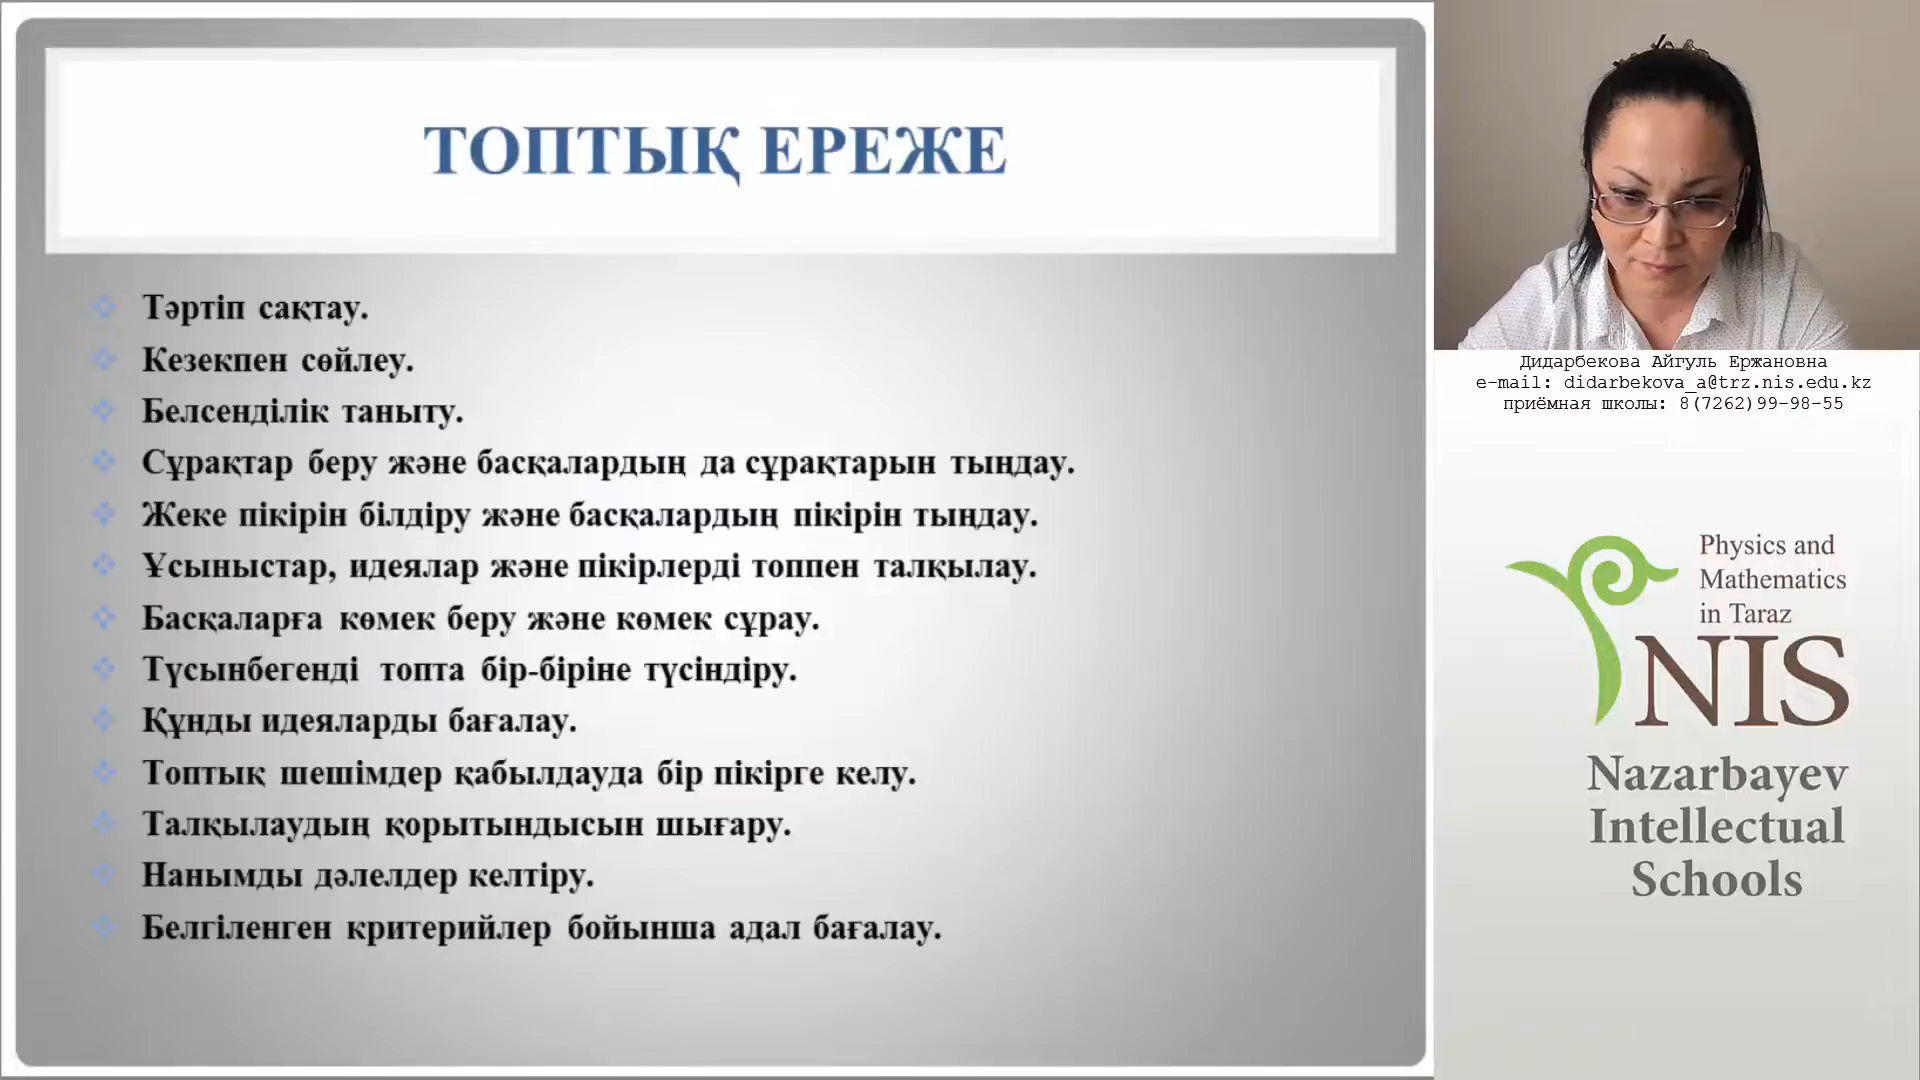 ТОПТЫҚ ЕРЕЖЕ
Тәртіп сақтау.
Кезекпен сөйлеу.
Белсенділік таныту.
Сұрақтар беру және басқалардың да сұрақтарын тыңдау.
Жеке пікірін білдіру және басқалардың пікірін тыңдау.
Ұсыныстар, идеялар және пікірлерді топпен талқылау.
Басқаларға көмек беру және көмек сұрау.
Түсынбегенді топта бір-біріне түсіндіру.
Құнды идеяларды бағалау.
Топтық шешімдер қабылдауда бір пікірге келу.
Талқылаудың қорытындысын шығару.
Нанымды дәлелдер келтіру.
Белгіленген критерийлер бойынша адал бағалау.
Дидарбекова Айгуль Ержановна
e-mail: didarbekova_a@trz.nis.edu.kz
приёмная школы: 8(7262)99-98-55
Physics and
Mathematics
in Taraz
NIS
Nazarbayev
Intellectual
Schools